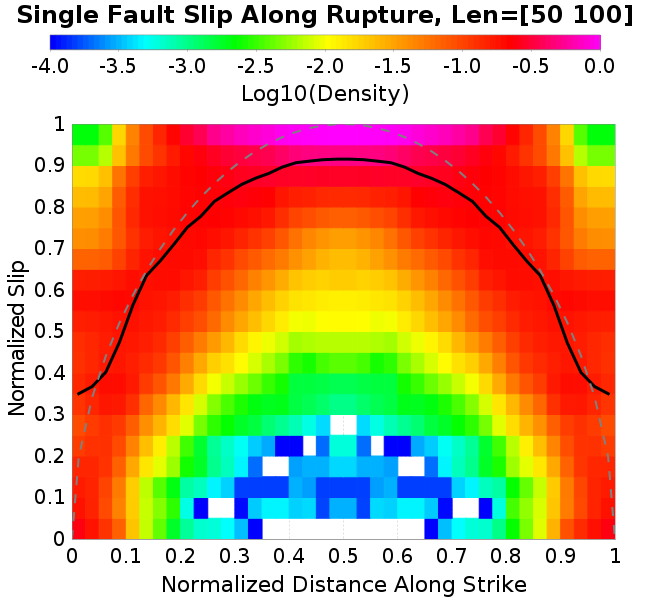 Single Fault Slip Along Rupture, Len=[50 100]
-4.0 -3.5 -3.0 -2.5 -2.0 -1.5 -1.0 -0.5 0.0
Log10(Density)
1
0.9
0.8
0.7
0.6
0.5
0.4
0.3
0.2
0.1
0
Normalized Slip
0 0.1 0.2 0.3 0.4 0.5 0.6 0.7 0.8 0.9 1
Normalized Distance Along Strike